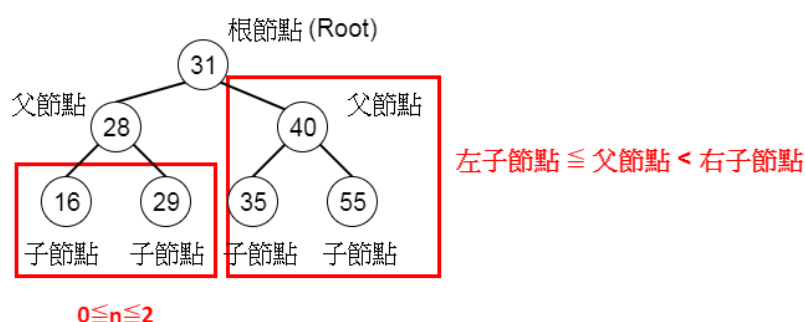 根節點 (Root)
31
父節點
父節點
28
40
左子節點 ≦ 父節點 < 右子節點
16
29
35
55
子節點
子節點
子節點
子節點
0≦n≦2